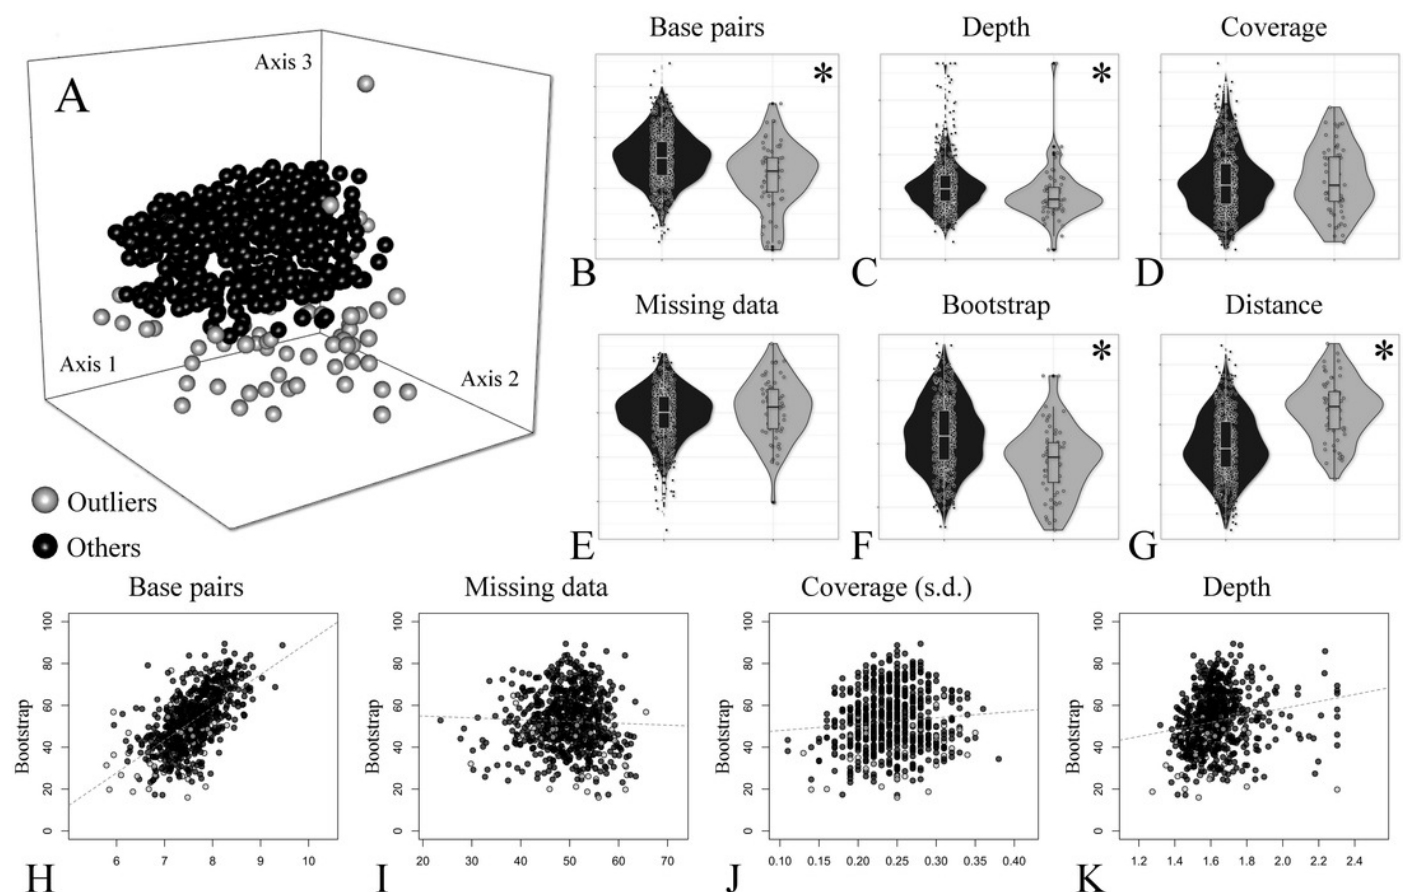 A
Axis 3
Axis 1
Axis 2
Outliers
Others
Base pairs
*
B
Depth
*
C
Coverage
D
Missing data
E
Bootstrap
*
F
Distance
*
G
Base pairs
Bootstrap
0 20 40 60 80 100
6 7 8 9 10
H
Missing data
Bootstrap
0 20 40 60 80 100
20 30 40 50 60 70
I
Coverage (s.d.)
Bootstrap
0 20 40 60 80 100
0.10 0.15 0.20 0.25 0.30 0.35 0.40
J
Depth
Bootstrap
0 20 40 60 80 100
1.2 1.4 1.6 1.8 2.0 2.2 2.4
K